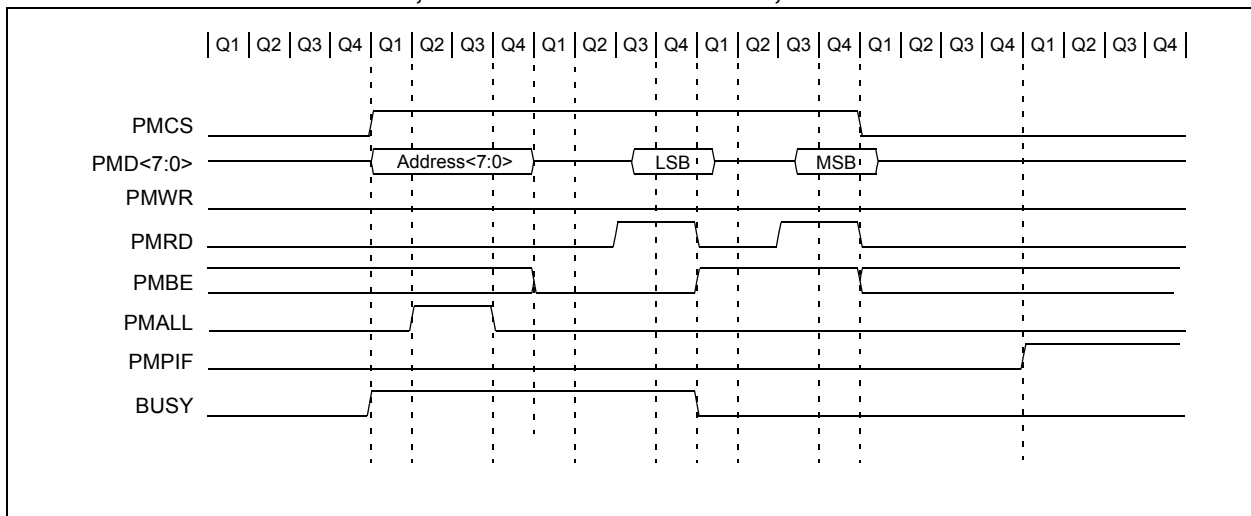 Q1 Q2 Q3 Q4 Q1 Q2 Q3 Q4 Q1 Q2 Q3 Q4 Q1 Q2 Q3 Q4 Q1 Q2 Q3 Q4 Q1 Q2 Q3 Q4
PMCS
PMD<7:0> Address<7:0> LSB MSB
PMWR
PMRD
PMBE
PMALL
PMPIF
BUSY